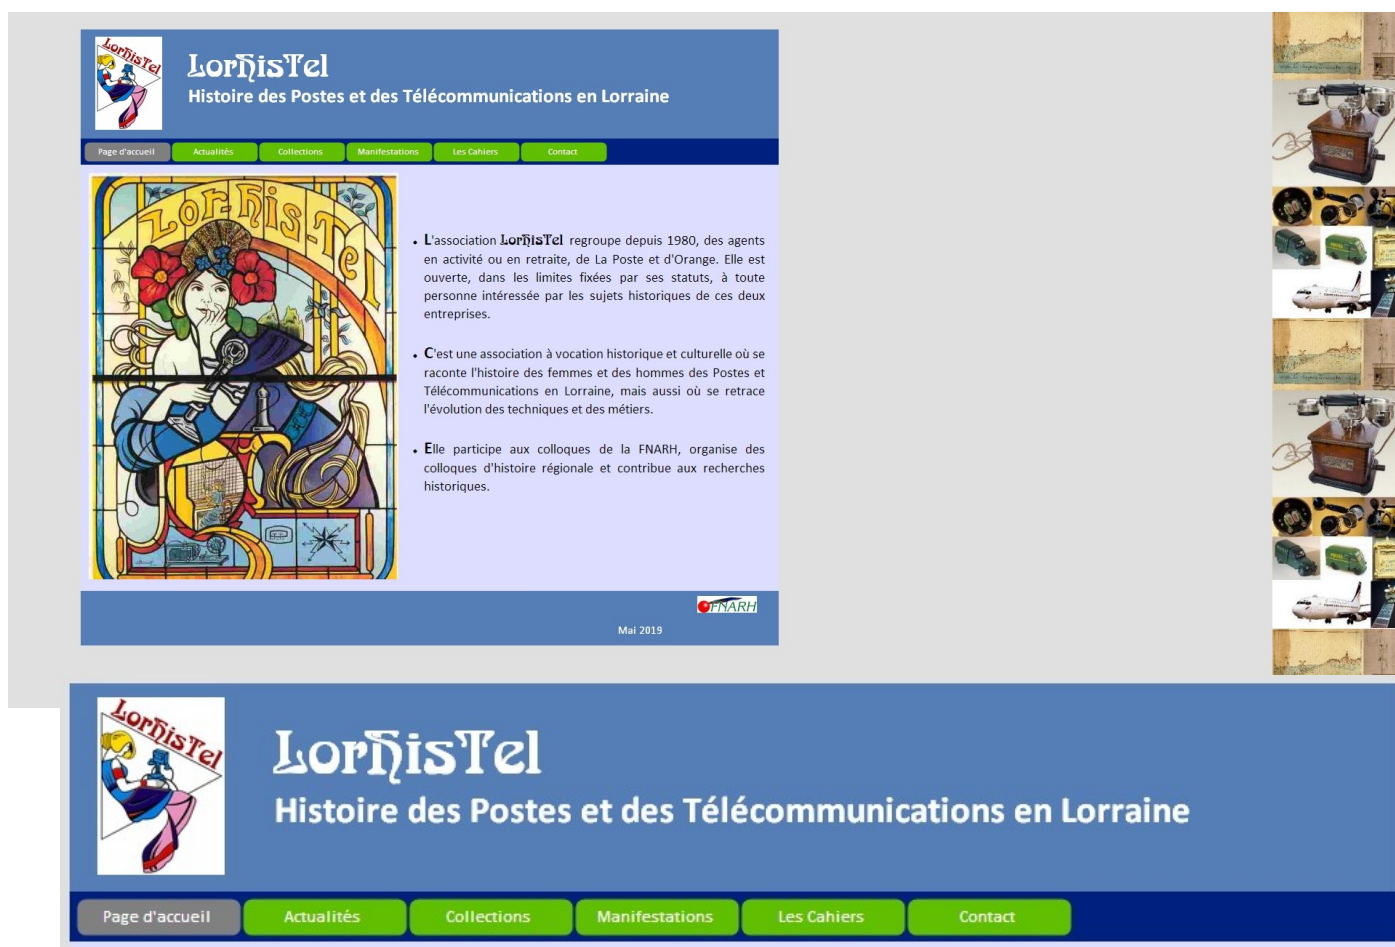 LorhisTel
LorhisTel
Histoire des Postes et des Télécommunications en Lorraine
Page d'accueil
Actualités
Collections
Manifestations
Les Cahiers
Contact
Lor-his-Tel
• L'association LorhisTel regroupe depuis 1980, des agents
en activité ou en retraite, de La Poste et d'Orange. Elle est
ouverte, dans les limites fixées par ses statuts, à toute
personne intéressée par les sujets historiques de ces deux
entreprises.
• C'est une association à vocation historique et culturelle où se
raconte l'histoire des femmes et des hommes des Postes et
Télécommunications en Lorraine, mais aussi où se retrace
l'évolution des techniques et des métiers.
• Elle participe aux colloques de la FNARH, organise des
colloques d'histoire régionale et contribue aux recherches
historiques.
FNARH
Mai 2019
LorhisTel
LorhisTel
Histoire des Postes et des Télécommunications en Lorraine
Page d'accueil
Actualités
Collections
Manifestations
Les Cahiers
Contact